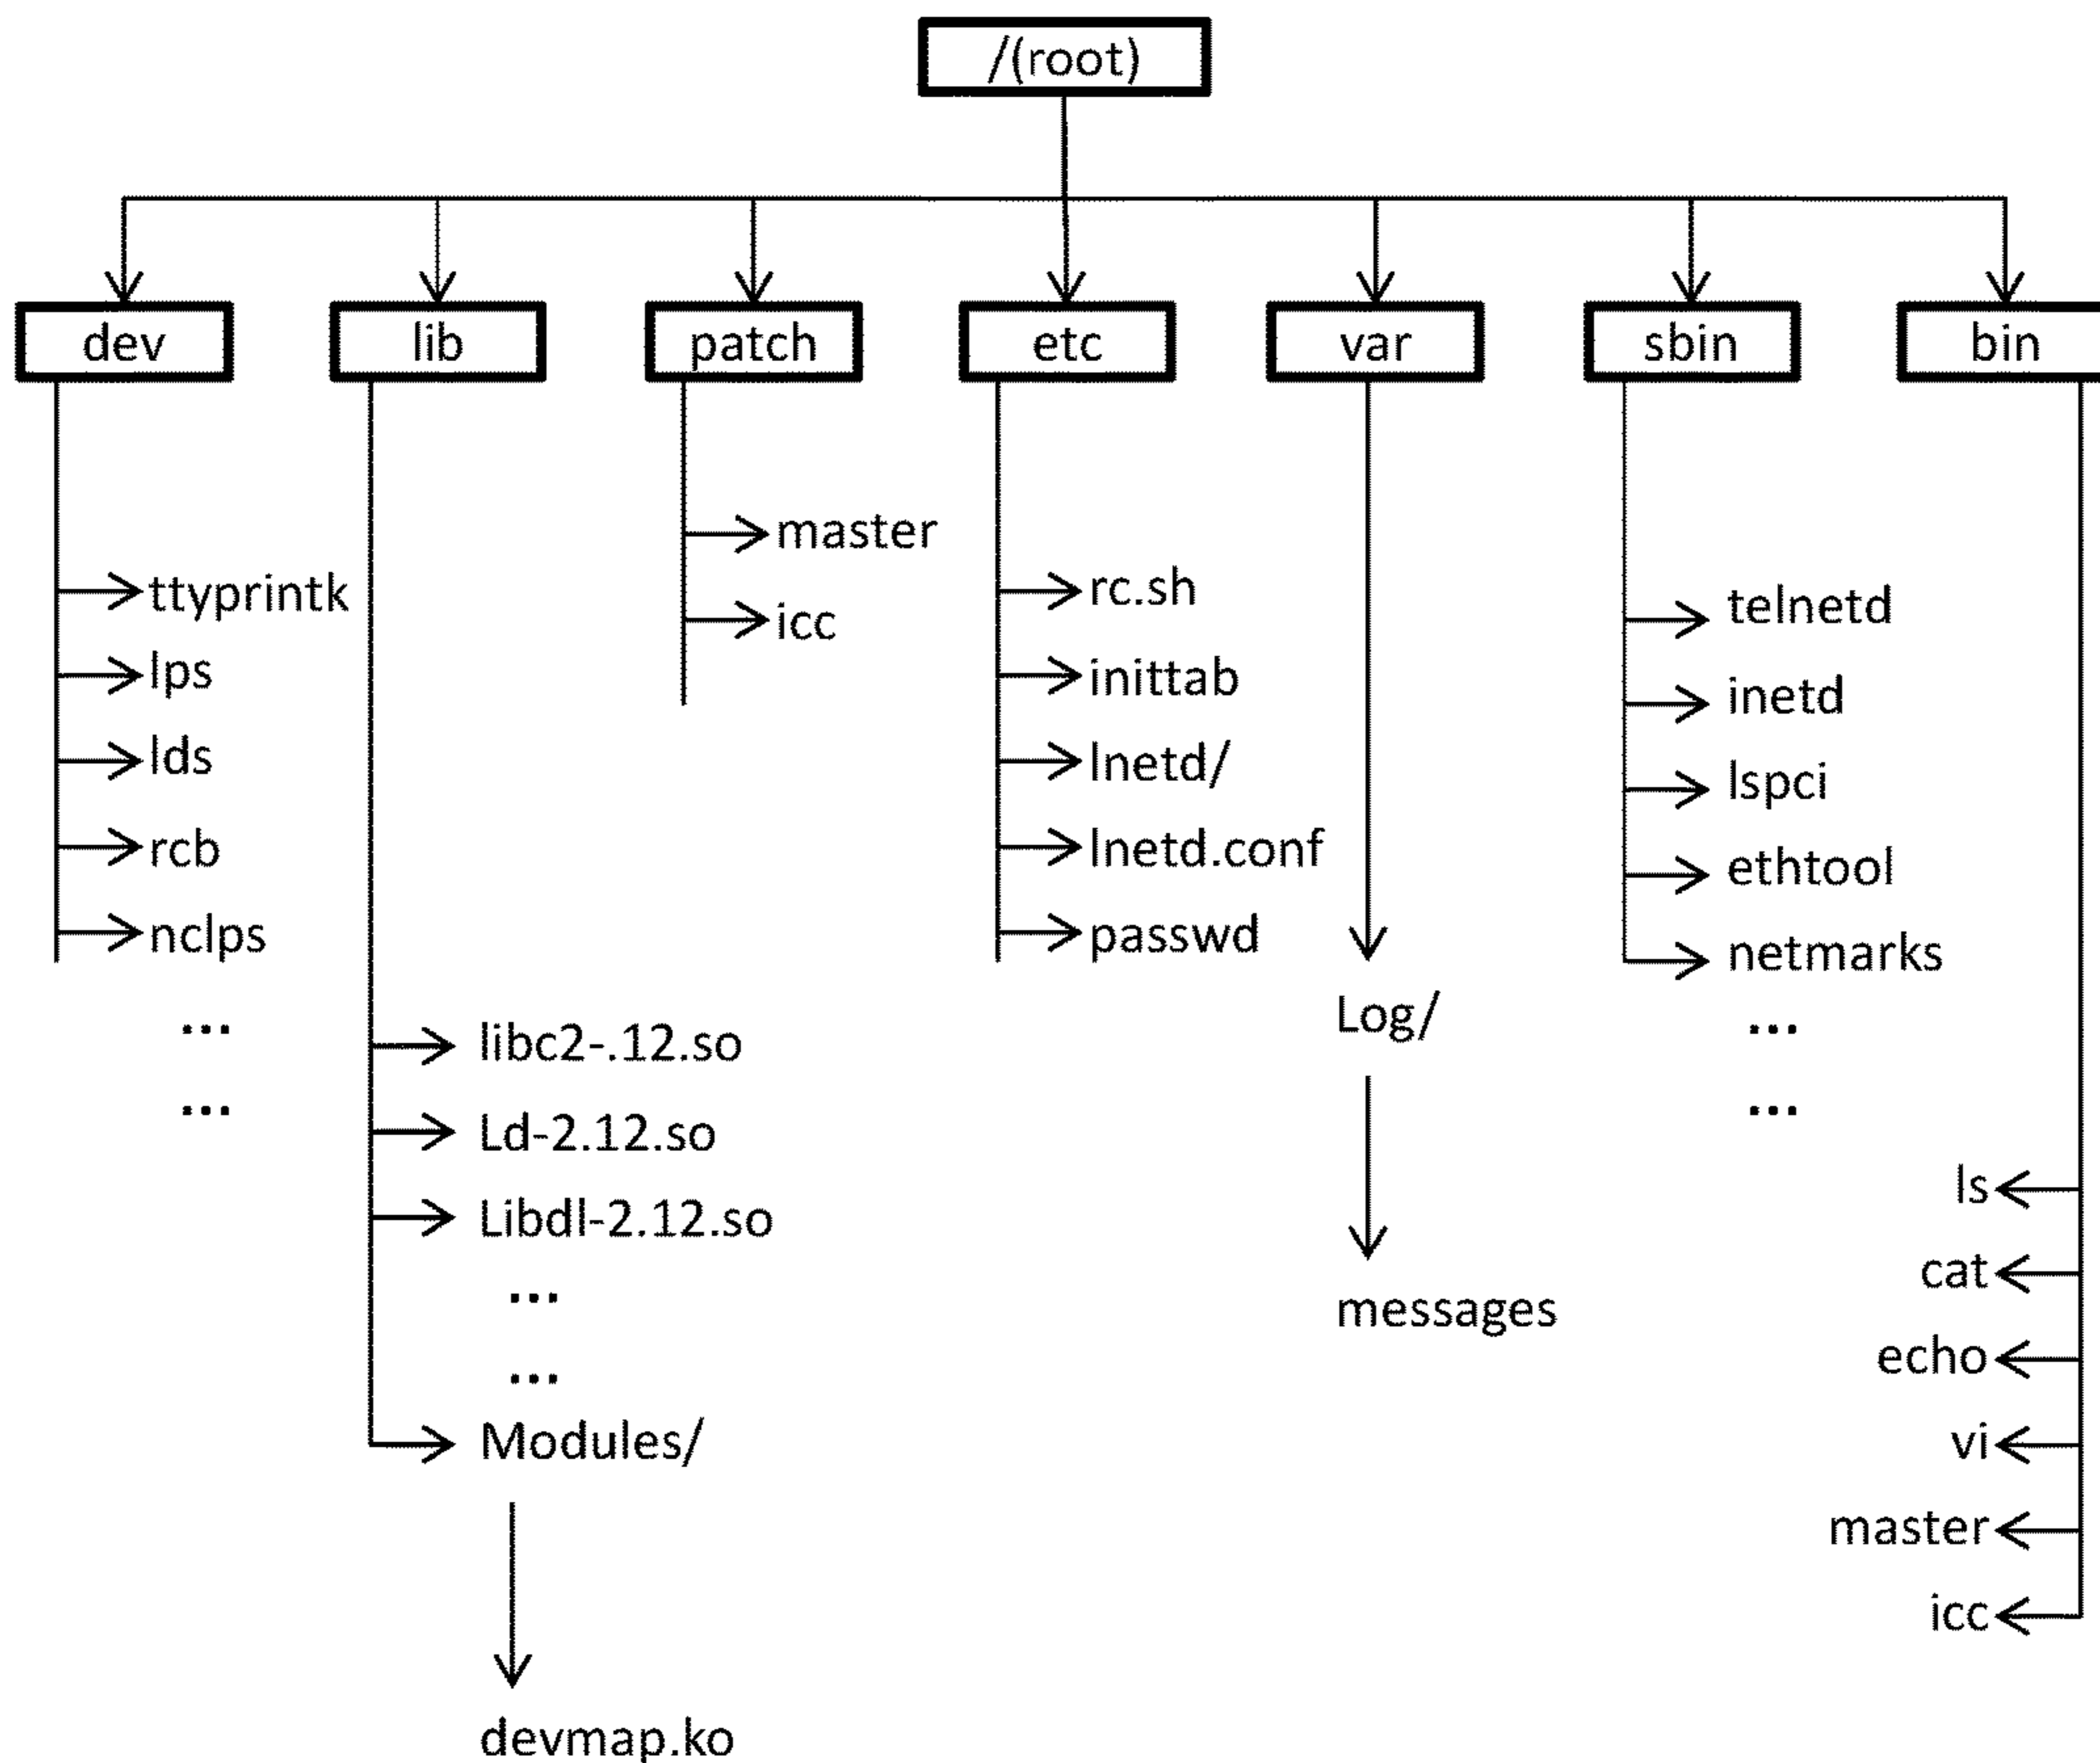 /(root)
dev
lib
patch
etc
var
sbin
bin
ttyprintk
lps
lds
rcb
nclps
...
...
libc2-.12.so
Ld-2.12.so
Libdl-2.12.so
...
...
Modules/
devmap.ko
master
icc
rc.sh
inittab
lnetd/
lnetd.conf
passwd
Log/
messages
telnetd
inetd
lspci
ethtool
netmarks
...
...
ls
cat
echo
vi
master
icc